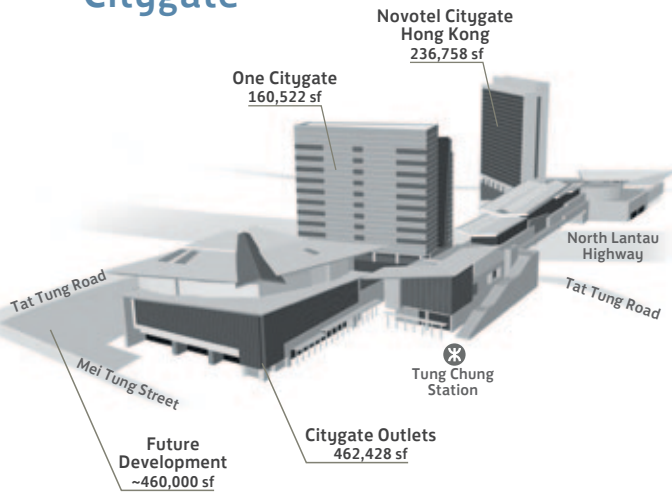 Citygate
Novotel Citygate
Hong Kong
236,758 sf
One Citygate
160,522 sf
North Lantau
Highway
Tat Tung Road
Tat Tung Road
Mei Tung Street
Tung Chung
Station
Citygate Outlets
462,428 sf
Future
Development
~460,000 sf